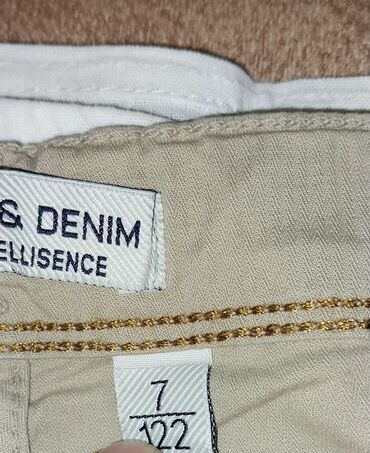 & DENIM
ELLISENCE
7
122